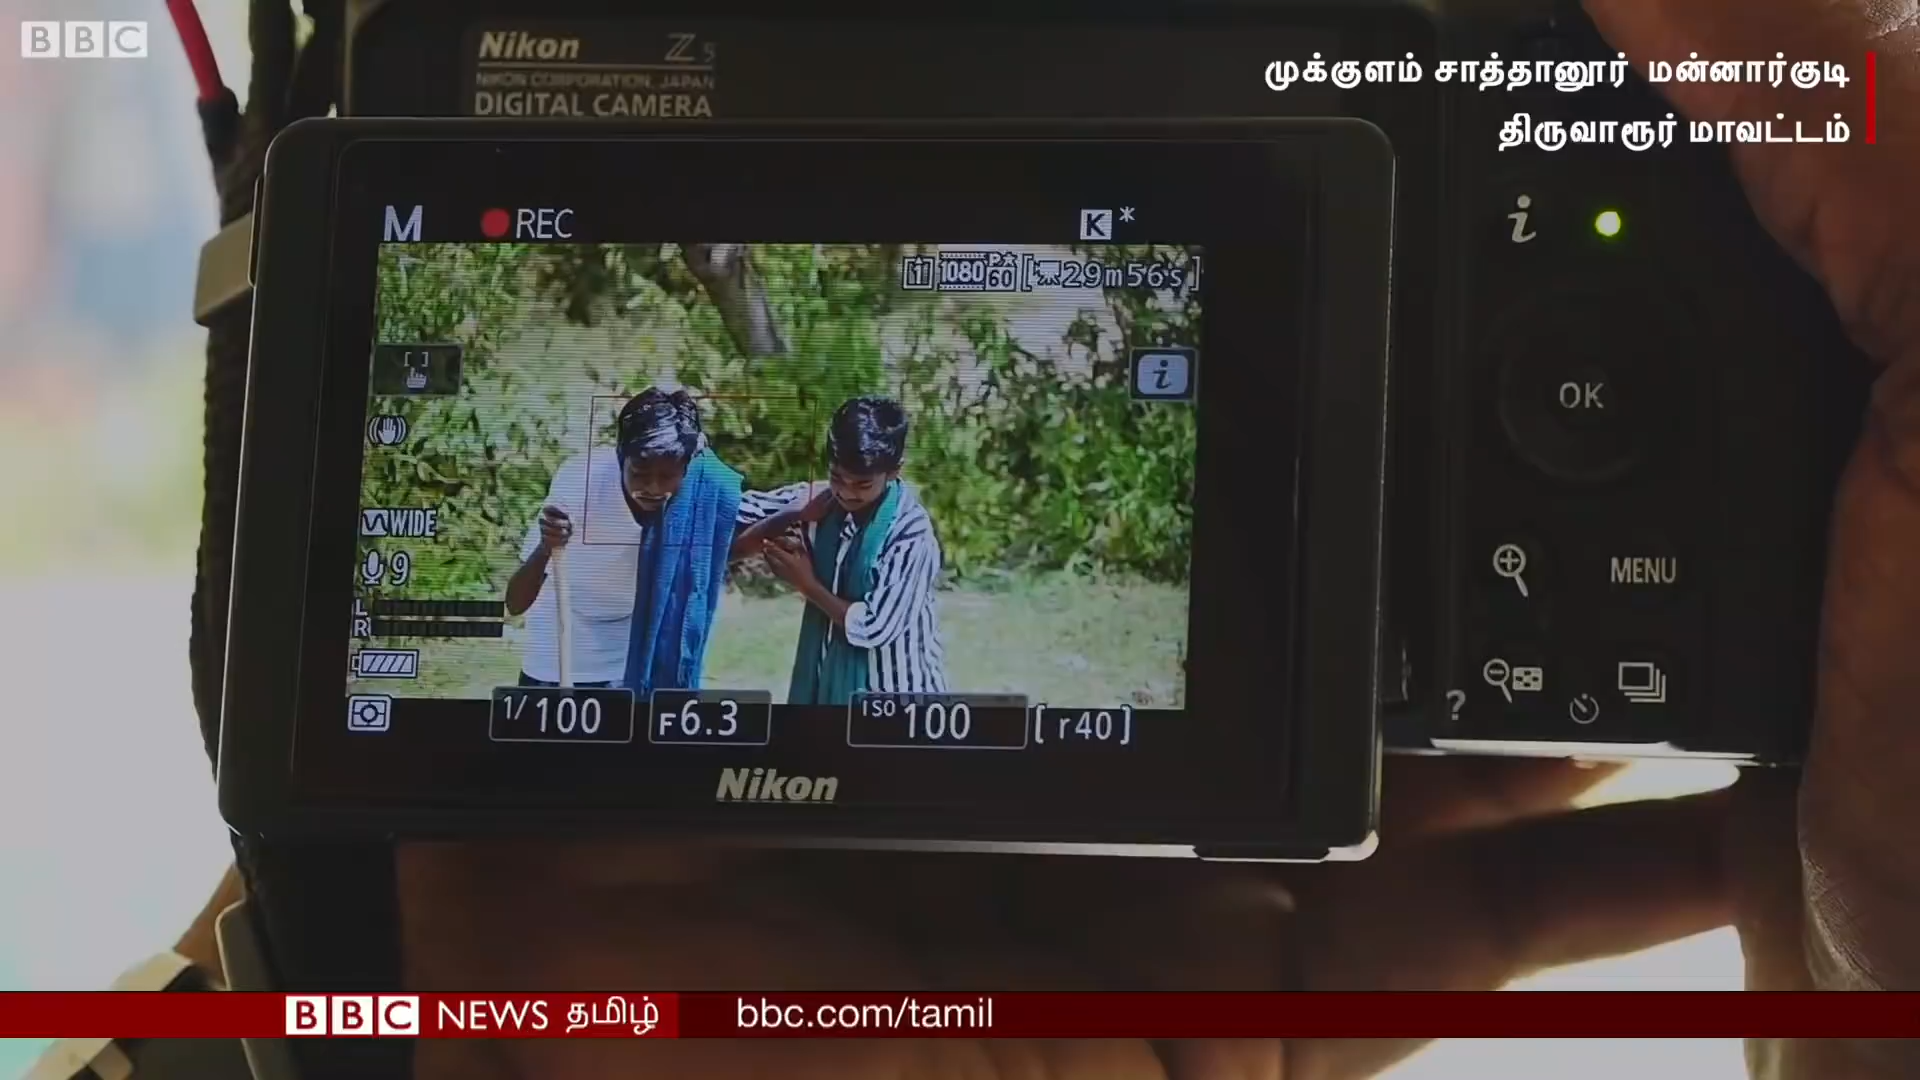 BBC
Nikon Z 5
NIKON CORPORATION, JAPAN
DIGITAL CAMERA
முக்குளம் சாத்தானூர் மன்னார்குடி
திருவாரூர் மாவட்டம்
M REC K*
1080 60 [29m56s]
i
i
OK
WIDE
9
L
R
MENU
?
1/100 F6.3 ISO 100 [r40]
Nikon
BBC NEWS தமிழ் bbc.com/tamil